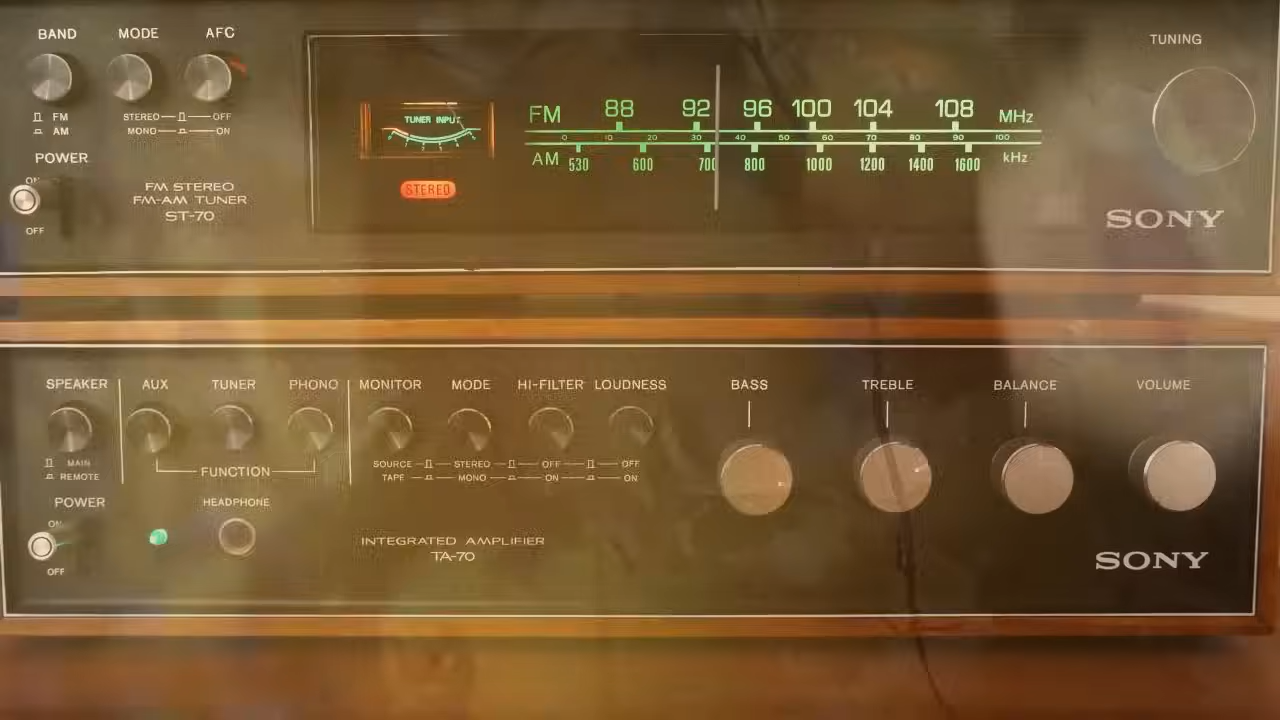 BAND MODE AFC
TUNING
FM
AM
STEREO OFF
MONO ON
POWER
ON
OFF
FM STEREO
FM-AM TUNER
ST-70
TUNER INPUT
STEREO
FM 88 92 96 100 104 108 MHz
0 10 20 30 40 50 60 70 80 90 100
AM 530 600 700 800 1000 1200 1400 1600 kHz
SONY
SPEAKER AUX TUNER PHONO MONITOR MODE HI-FILTER LOUDNESS BASS TREBLE BALANCE VOLUME
MAIN
REMOTE
FUNCTION
SOURCE STEREO OFF OFF
TAPE MONO ON ON
POWER
ON
OFF
HEADPHONE
INTEGRATED AMPLIFIER
TA-70
SONY